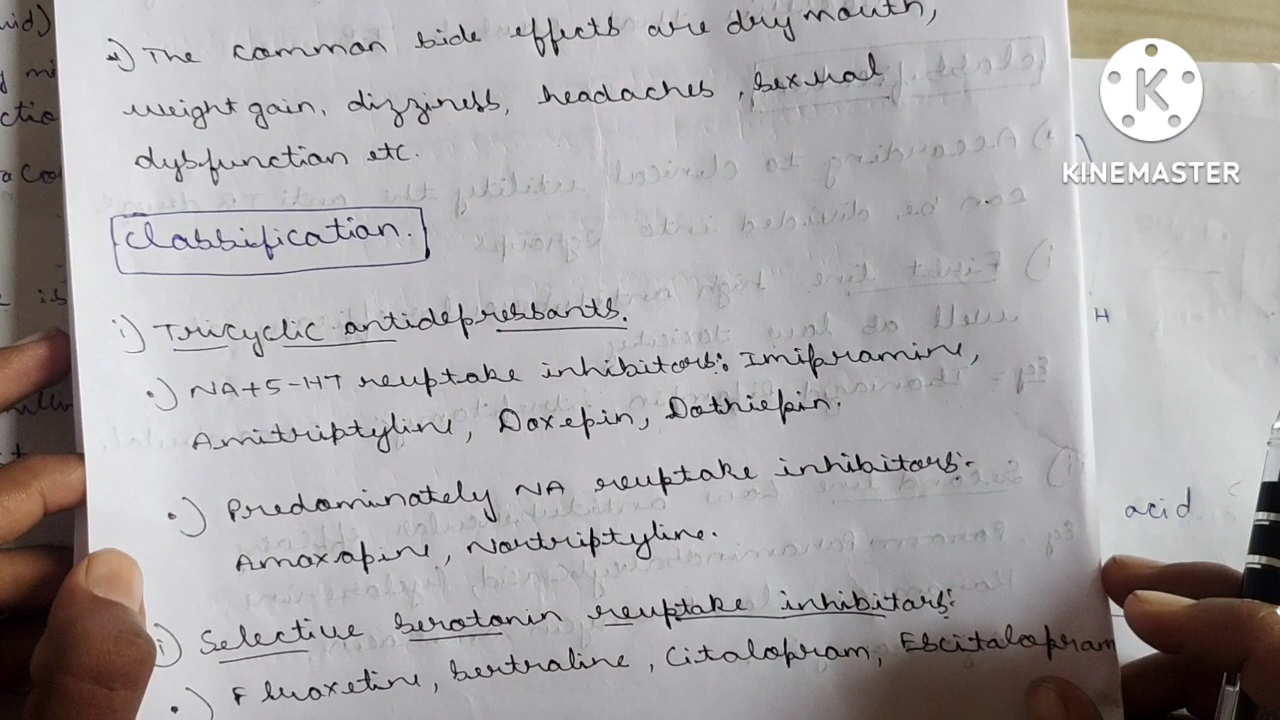 *) The common side effects are dry mouth,
weight gain, dizziness, headaches, sexual
dysfunction etc.
Classification.
i) Tricyclic antidepressants.
•) NA+5-HT reuptake inhibitors: Imipramine,
Amitriptyline, Doxepin, Dothiepin.
•) Predominately NA reuptake inhibitors:-
Amoxapine, Nortriptyline.
i) Selective serotonin reuptake inhibitors:
•) Fluoxetine, Sertraline, Citalopram, Escitalopram
K
KINEMASTER
H
acid